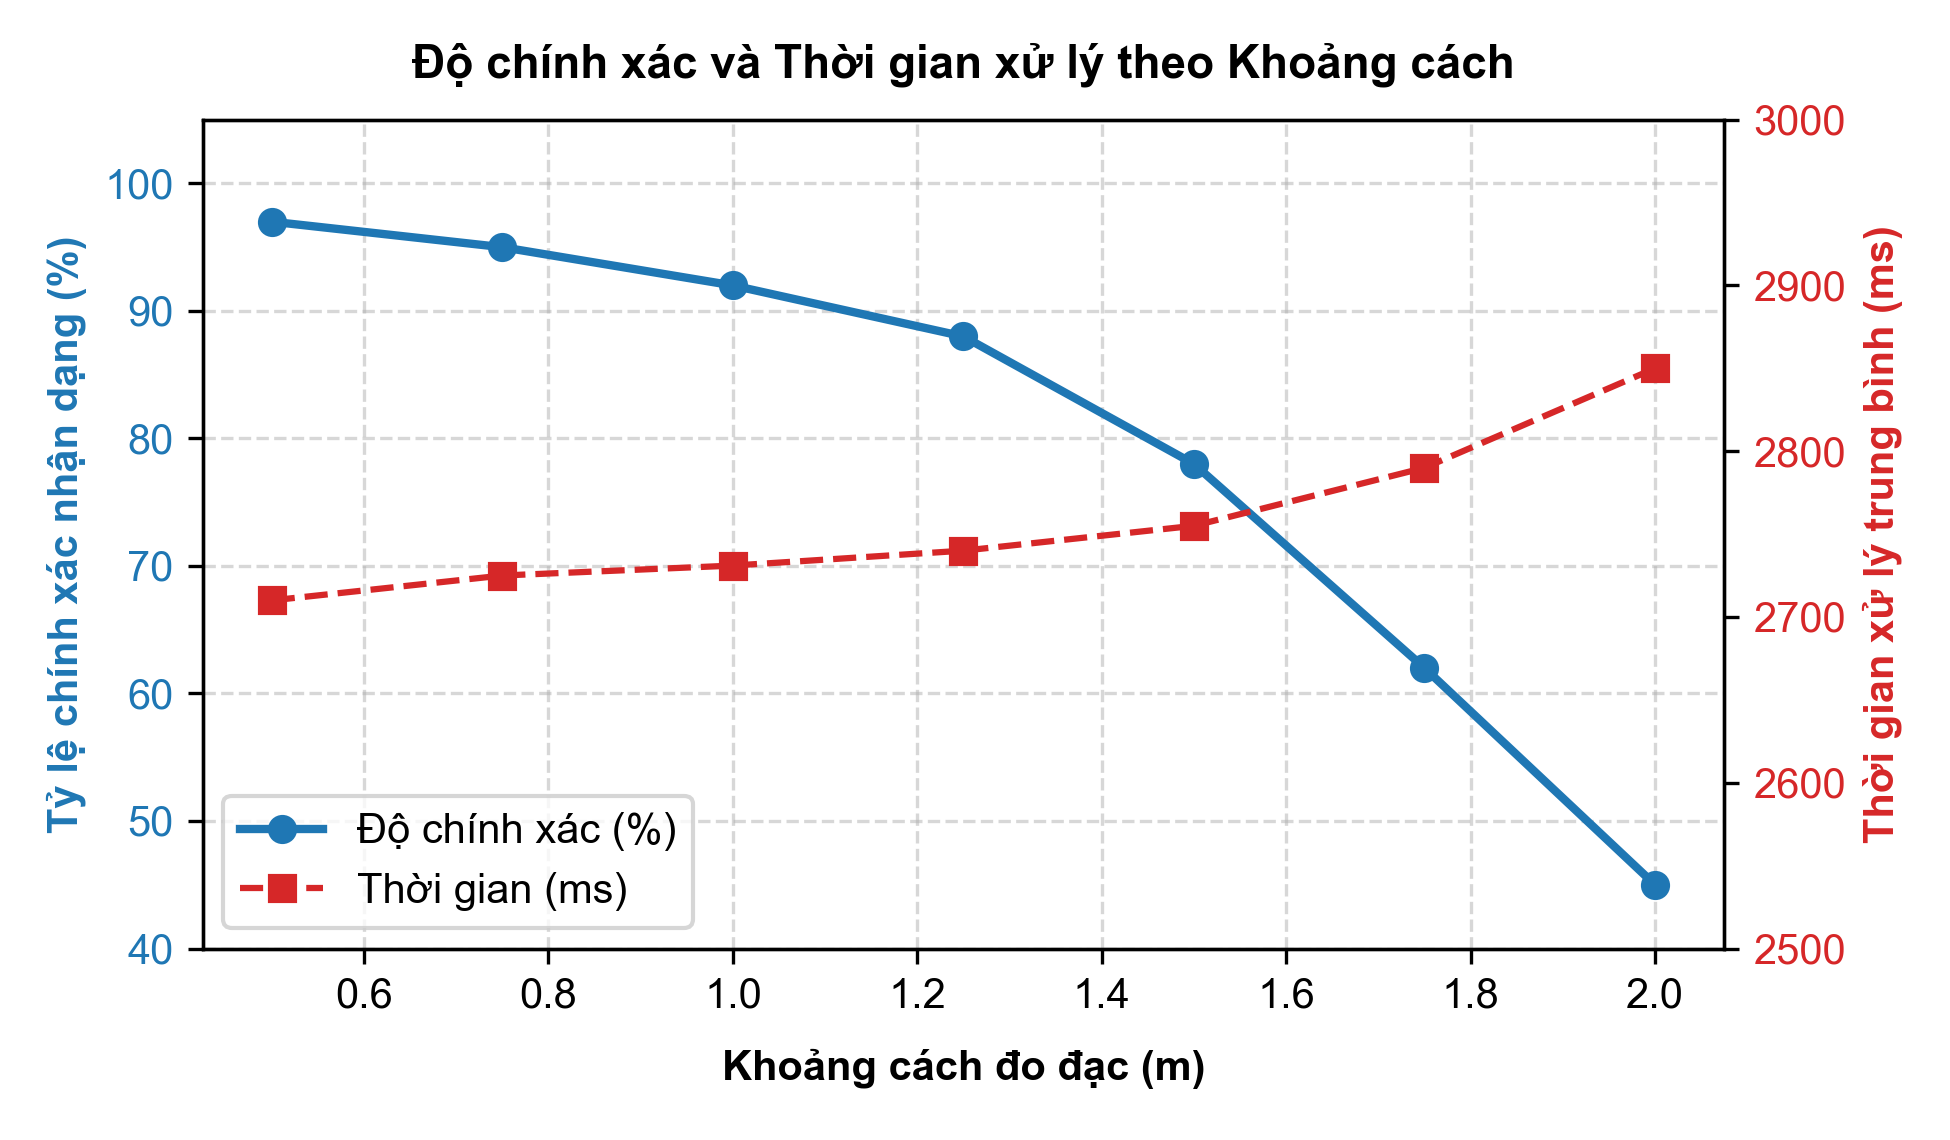 Độ chính xác và Thời gian xử lý theo Khoảng cách
Tỷ lệ chính xác nhận dạng (%)
100
90
80
70
60
50
40
3000
2900
2800
2700
2600
2500
Thời gian xử lý trung bình (ms)
Độ chính xác (%)
Thời gian (ms)
0.6 0.8 1.0 1.2 1.4 1.6 1.8 2.0
Khoảng cách đo đạc (m)